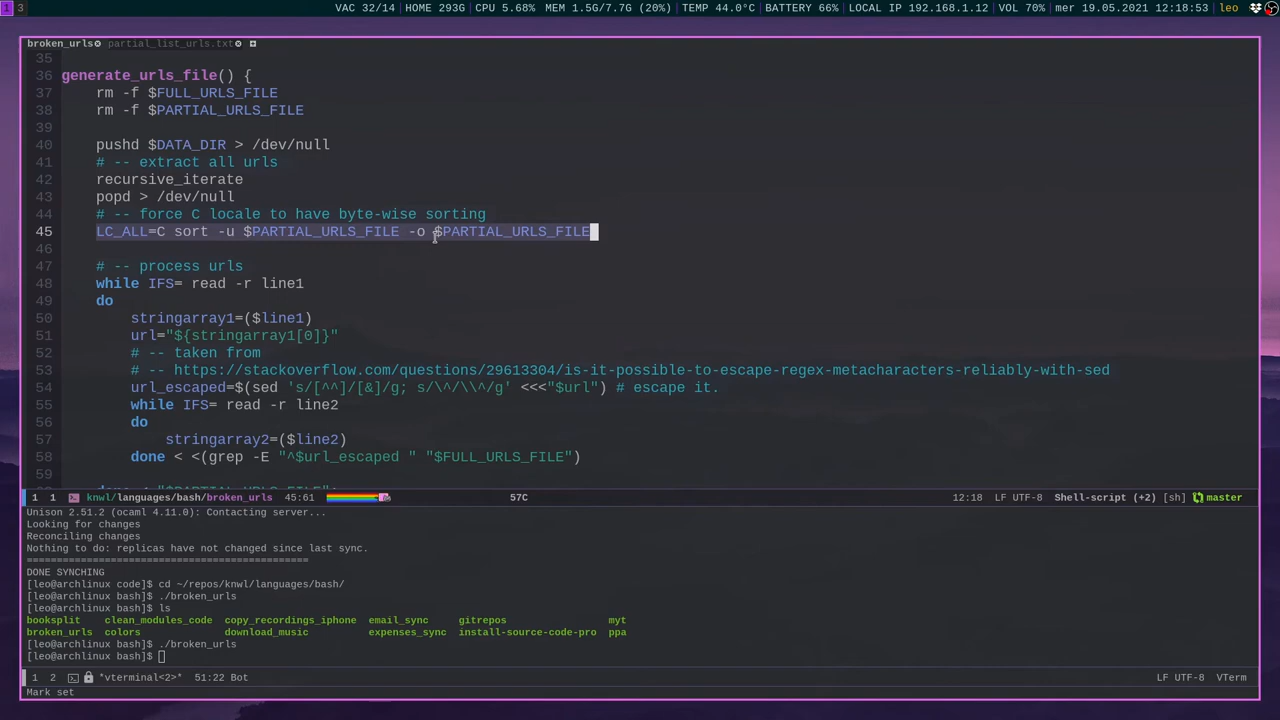 1 3 VAC 32/14 | HOME 293G | CPU 5.68% | MEM 1.5G/7.7G (20%) | TEMP 44.0°C | BATTERY 66% | LOCAL IP 192.168.1.12 | VOL 70% | mer 19.05.2021 12:18:53 | leo
broken_urls partial_list_urls.txt
35
36 generate_urls_file() {
37 rm -f $FULL_URLS_FILE
38 rm -f $PARTIAL_URLS_FILE
39
40 pushd $DATA_DIR > /dev/null
41 # -- extract all urls
42 recursive_iterate
43 popd > /dev/null
44 # -- force C locale to have byte-wise sorting
45 LC_ALL=C sort -u $PARTIAL_URLS_FILE -o $PARTIAL_URLS_FILE
46
47 # -- process urls
48 while IFS= read -r line1
49 do
50 stringarray1=($line1)
51 url="${stringarray1[0]}"
52 # -- taken from
53 # -- https://stackoverflow.com/questions/29613304/is-it-possible-to-escape-regex-metacharacters-reliably-with-sed
54 url_escaped=$(sed 's/[^^]/[&]/g; s/\^/\\^/g' <<<"$url") # escape it.
55 while IFS= read -r line2
56 do
57 stringarray2=($line2)
58 done < <(grep -E "^$url_escaped " "$FULL_URLS_FILE")
59
1 1 knwl/languages/bash/broken_urls 45:61 57C 12:18 LF UTF-8 Shell-script (+2) [sh] master
Unison 2.51.2 (ocaml 4.11.0): Contacting server...
Looking for changes
Reconciling changes
Nothing to do: replicas have not changed since last sync.
===============================================
DONE SYNCHING
[leo@archlinux code]$ cd ~/repos/knwl/languages/bash/
[leo@archlinux bash]$ ./broken_urls
[leo@archlinux bash]$ ls
booksplit clean_modules_code copy_recordings_iphone email_sync gitrepos myt
broken_urls colors download_music expenses_sync install-source-code-pro ppa
[leo@archlinux bash]$ ./broken_urls
[leo@archlinux bash]$
1 2 *vterminal<2>* 51:22 Bot LF UTF-8 VTerm
Mark set